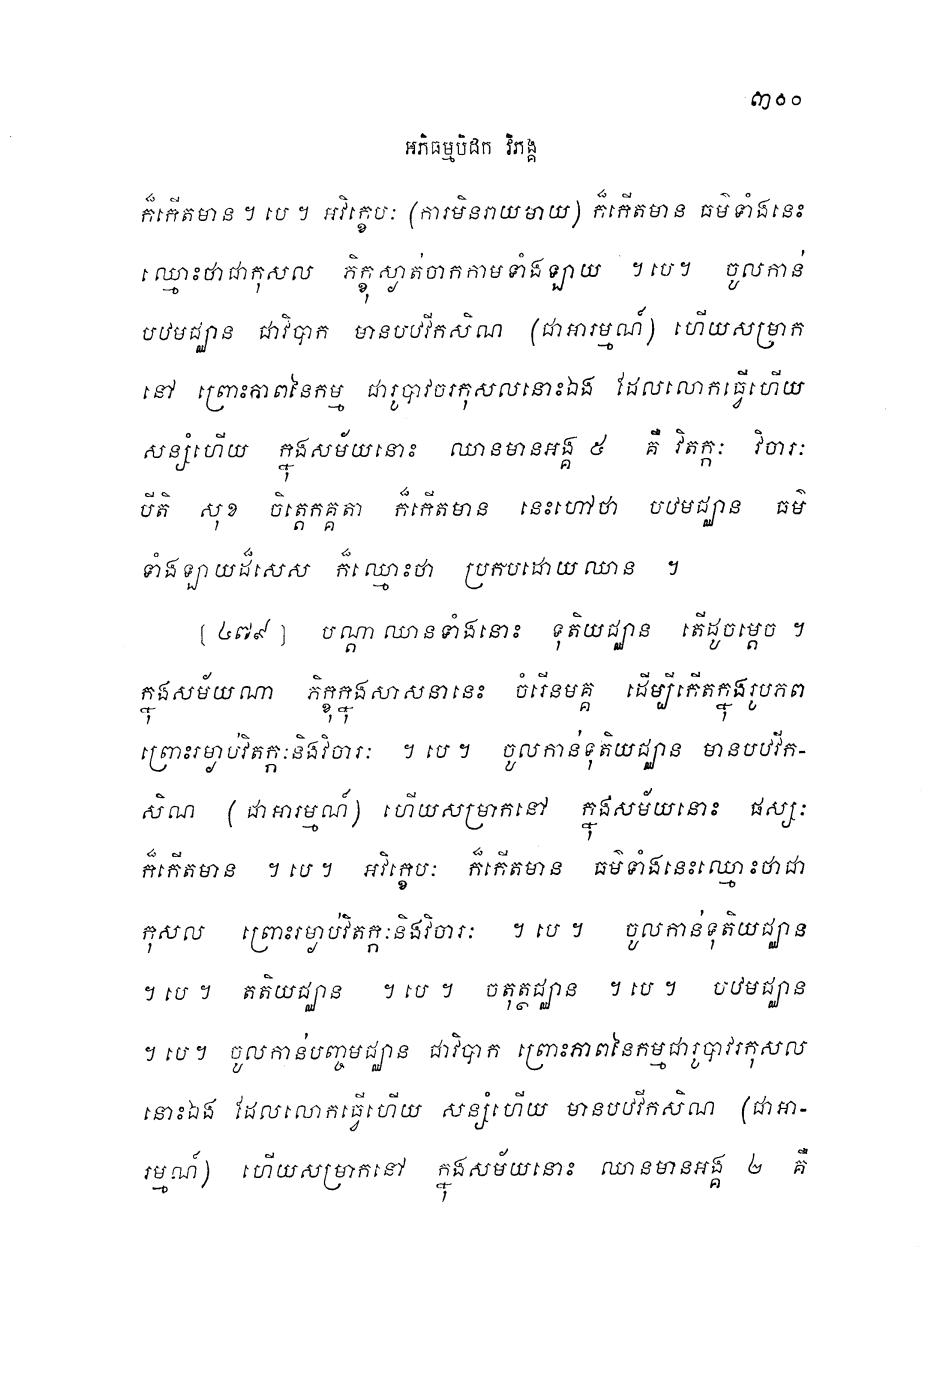 ៣១០
អភិធម្មបិដក វិភង្គ
ក៏កើតមាន ។ បេ ។ អវិក្ខេបៈ (ការមិនរាយមាយ) ក៏កើតមាន ធម៌ទាំងនេះ
ឈ្មោះថាជាកុសល ភិក្ខុស្ងាត់ចាកកាមទាំងឡាយ ។ បេ ។ ចូលកាន់
បឋមជ្ឈាន ជាវិបាក មានបឋវីកសិណ (ជាអារម្មណ៍) ហើយសម្រាក
នៅ ព្រោះភាពនៃកម្ម ជារូបាវចរកុសលនោះឯង ដែលលោកធ្វើហើយ
សន្សំហើយ ក្នុងសម័យនោះ ឈានមានអង្គ ៥ គឺ វិតក្កៈ វិចារៈ
បីតិ សុខ ចិត្តេកគ្គតា ក៏កើតមាន នេះហៅថា បឋមជ្ឈាន ធម៌
ទាំងឡាយដ៏សេស ក៏ឈ្មោះថា ប្រកបដោយឈាន ។
[៤៧៩] បណ្តាឈានទាំងនោះ ទុតិយជ្ឈាន តើដូចម្តេច ។
ក្នុងសម័យណា ភិក្ខុក្នុងសាសនានេះ ចំរើនមគ្គ ដើម្បីកើតក្នុងរូបភព
ព្រោះរម្ងាប់វិតក្កៈនិងវិចារៈ ។ បេ ។ ចូលកាន់ទុតិយជ្ឈាន មានបឋវីក-
សិណ (ជាអារម្មណ៍) ហើយសម្រាកនៅ ក្នុងសម័យនោះ ផស្សៈ
ក៏កើតមាន ។ បេ ។ អវិក្ខេបៈ ក៏កើតមាន ធម៌ទាំងនេះឈ្មោះថាជា
កុសល ព្រោះរម្ងាប់វិតក្កៈនិងវិចារៈ ។ បេ ។ ចូលកាន់ទុតិយជ្ឈាន
។ បេ ។ តតិយជ្ឈាន ។ បេ ។ ចតុត្ថជ្ឈាន ។ បេ ។ បឋមជ្ឈាន
។ បេ ។ ចូលកាន់បញ្ចមជ្ឈាន ជាវិបាក ព្រោះភាពនៃកម្មជារូបាវរកុសល
នោះឯង ដែលលោកធ្វើហើយ សន្សំហើយ មានបឋវីកសិណ (ជាអា-
រម្មណ៍) ហើយសម្រាកនៅ ក្នុងសម័យនោះ ឈានមានអង្គ ២ គឺ